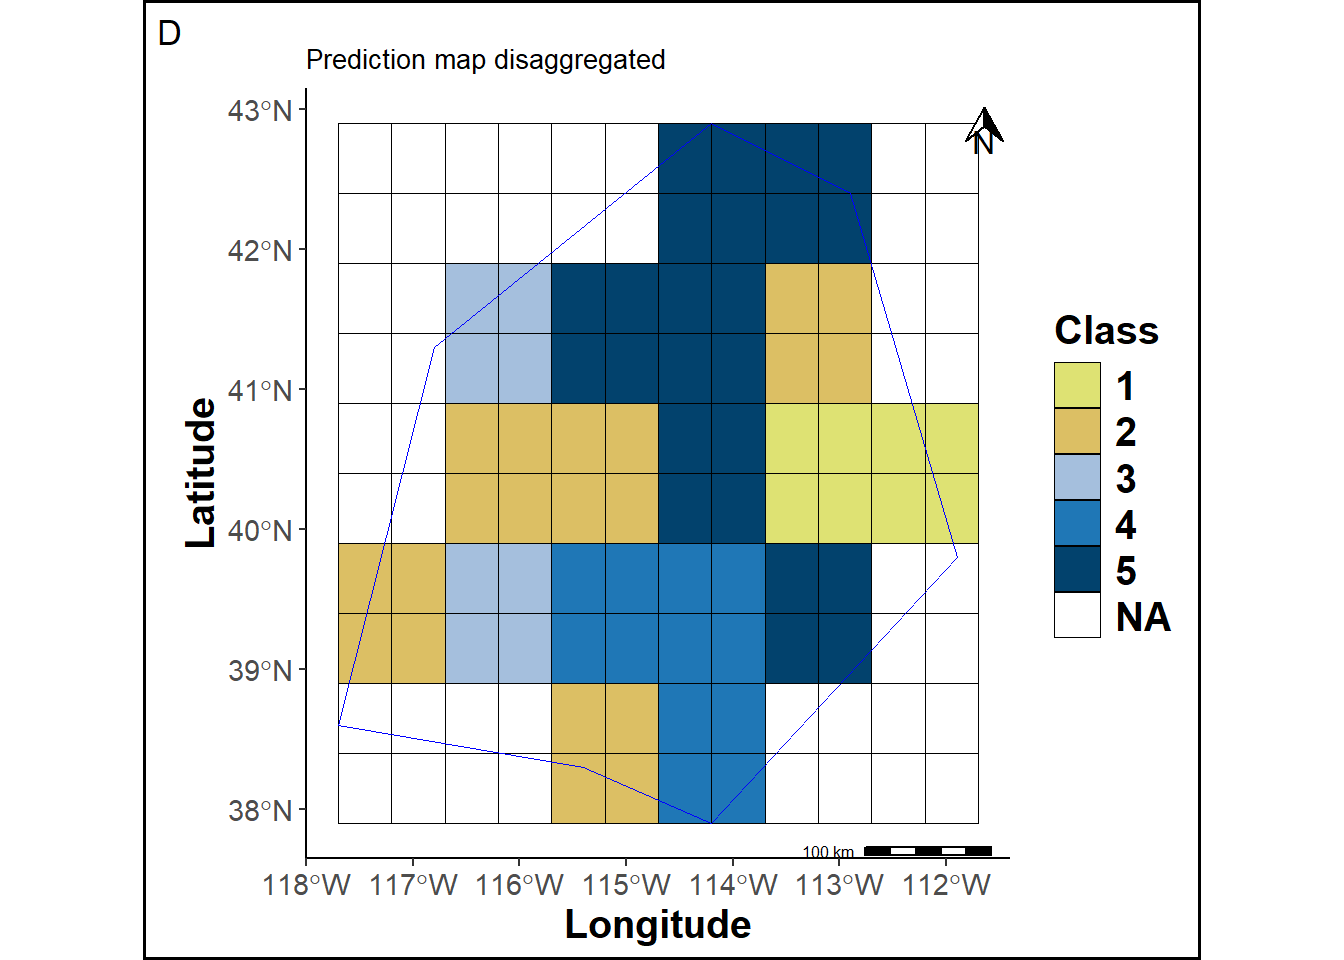 D
Prediction map disaggregated
N
43°N
42°N
41°N
40°N
39°N
38°N
Latitude
100 km
118°W 117°W 116°W 115°W 114°W 113°W 112°W
Longitude
Class
1
2
3
4
5
NA